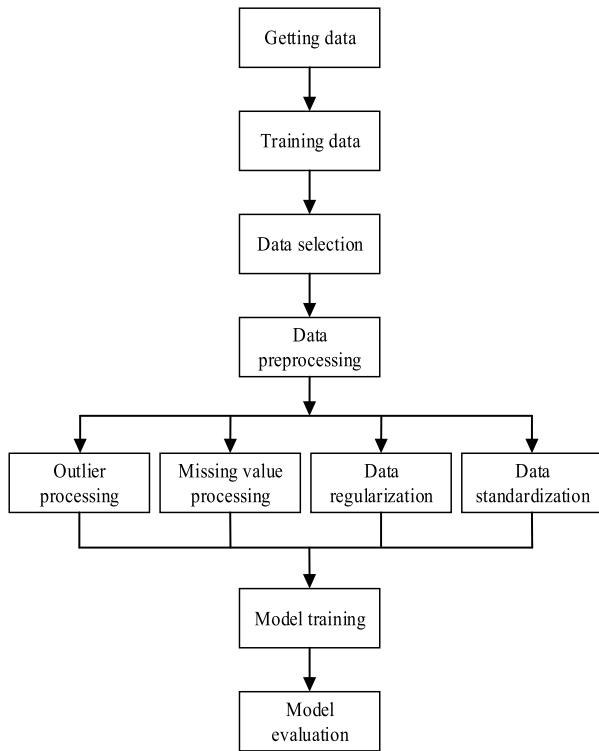 Getting data
Training data
Data selection
Data
preprocessing
Outlier
processing
Missing value
processing
Data
regularization
Data
standardization
Model training
Model
evaluation